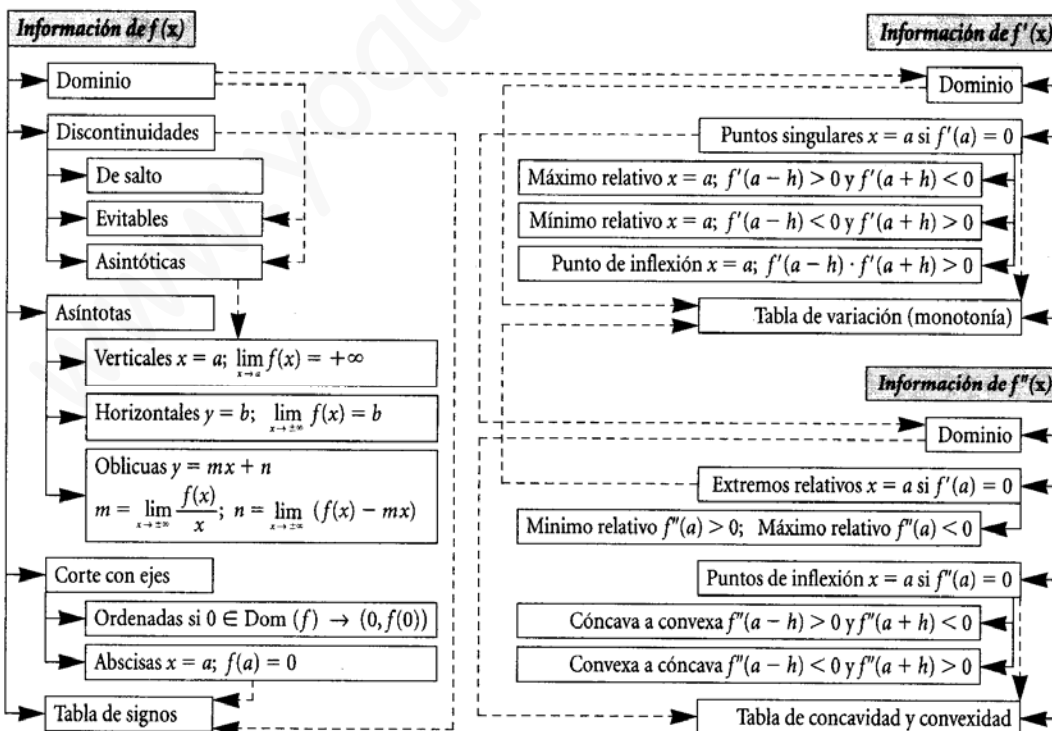 Información de f(x)
Dominio
Discontinuidades
De salto
Evitables
Asintóticas
Asíntotas
Verticales x = a; lim x→a f(x) = +∞
Horizontales y = b; lim x→±∞ f(x) = b
Oblicuas y = mx + n
m = lim x→±∞ f(x)/x; n = lim x→±∞ (f(x) − mx)
Corte con ejes
Ordenadas si 0 ∈ Dom (f) → (0, f(0))
Abscisas x = a; f(a) = 0
Tabla de signos
Información de f'(x)
Dominio
Puntos singulares x = a si f'(a) = 0
Máximo relativo x = a; f'(a − h) > 0 y f'(a + h) < 0
Mínimo relativo x = a; f'(a − h) < 0 y f'(a + h) > 0
Punto de inflexión x = a; f'(a − h) · f'(a + h) > 0
Tabla de variación (monotonía)
Información de f"(x)
Dominio
Extremos relativos x = a si f'(a) = 0
Minimo relativo f"(a) > 0; Máximo relativo f"(a) < 0
Puntos de inflexión x = a si f"(a) = 0
Cóncava a convexa f"(a − h) > 0 y f"(a + h) < 0
Convexa a cóncava f"(a − h) < 0 y f"(a + h) > 0
Tabla de concavidad y convexidad
www.yoqu